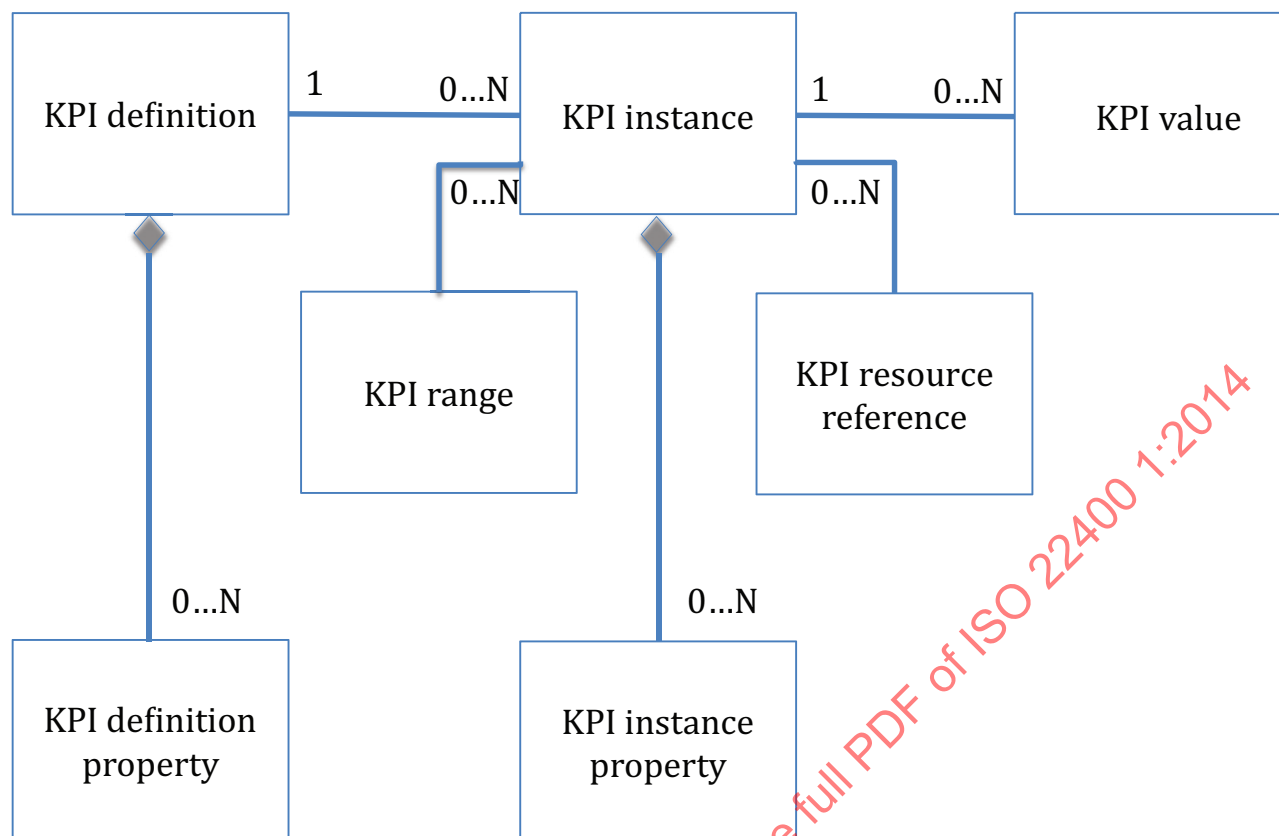 1
0...N
1
0...N
KPI definition
KPI instance
KPI value
0...N
0...N
KPI range
KPI resource
reference
0...N
0...N
KPI definition
property
KPI instance
property
full PDF of ISO 22400 1:2014